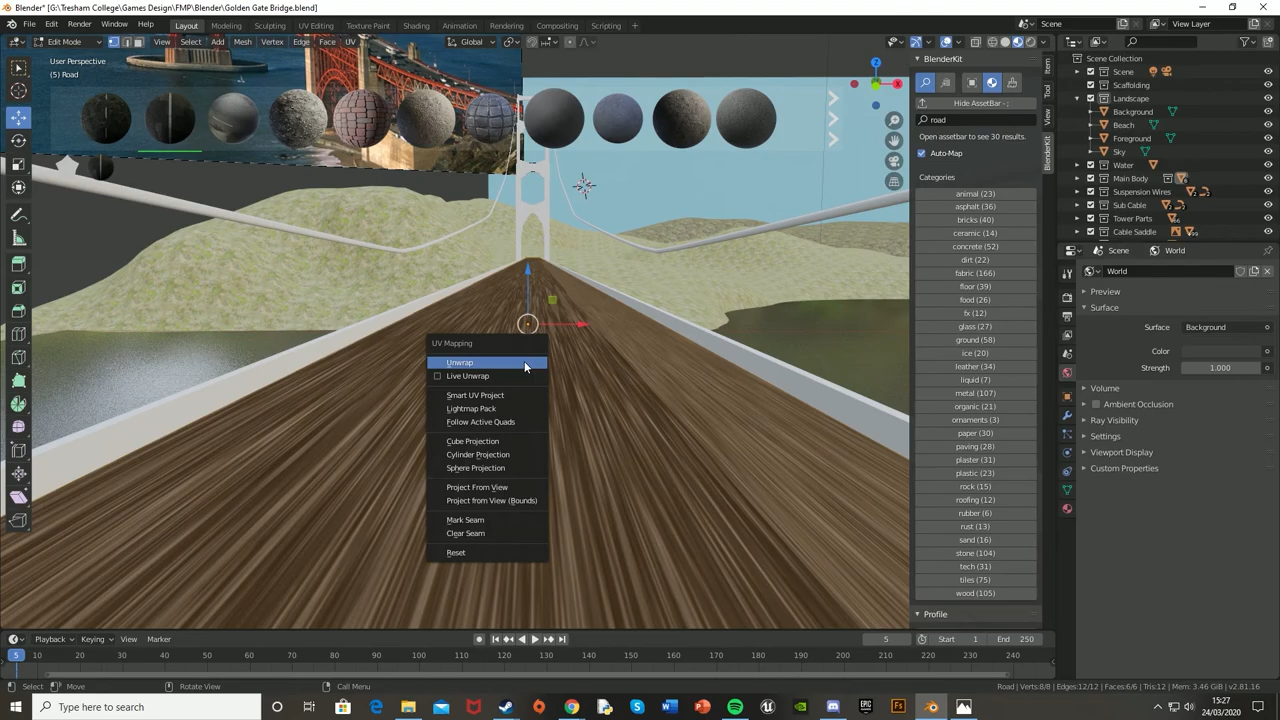 Blender* [G:\Tresham College\Games Design\FMP\Blender\Golden Gate Bridge.blend]
File Edit Render Window Help Layout Modeling Sculpting UV Editing Texture Paint Shading Animation Rendering Compositing Scripting + Scene View Layer
Edit Mode View Select Add Mesh Vertex Edge Face UV Global
User Perspective
(5) Road
X
Z
Item
Tool
View
BlenderKit
BlenderKit
Hide AssetBar - ;
road
Open assetbar to see 30 results.
Auto-Map
Categories
animal (23)
asphalt (36)
bricks (40)
ceramic (14)
concrete (52)
dirt (22)
fabric (166)
floor (39)
food (26)
fx (12)
glass (27)
ground (58)
ice (20)
leather (34)
liquid (7)
metal (107)
organic (21)
ornaments (3)
paper (30)
paving (28)
plaster (31)
plastic (23)
rock (15)
roofing (12)
rubber (6)
rust (13)
sand (16)
stone (104)
tech (31)
tiles (75)
wood (105)
Profile
Scene Collection
Scene
Scaffolding
Landscape
Background
Beach
Foreground
Sky
Water
Main Body
Suspension Wires
Sub Cable
Tower Parts
Cable Saddle
Scene World
World
Preview
Surface
Surface Background
Color
Strength 1.000
Volume
Ambient Occlusion
Ray Visibility
Settings
Viewport Display
Custom Properties
UV Mapping
Unwrap
Live Unwrap
Smart UV Project
Lightmap Pack
Follow Active Quads
Cube Projection
Cylinder Projection
Sphere Projection
Project From View
Project from View (Bounds)
Mark Seam
Clear Seam
Reset
Playback Keying View Marker 5 Start 1 End 250
5 10 20 30 40 50 60 70 80 90 100 110 120 130 140 150 160 170 180 190 200 210 220 230 240
Select Move Rotate View Call Menu Road | Verts:8/8 | Edges:12/12 | Faces:6/6 | Tris:12 | Mem: 3.46 GiB | v2.81.16
Type here to search
15:27
24/03/2020